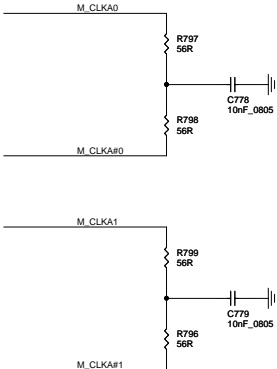 M_CLKA0
R797
56R
C778
10nF_0805
R798
56R
M_CLKA#0
M_CLKA1
R799
56R
C779
10nF_0805
R796
56R
M_CLKA#1